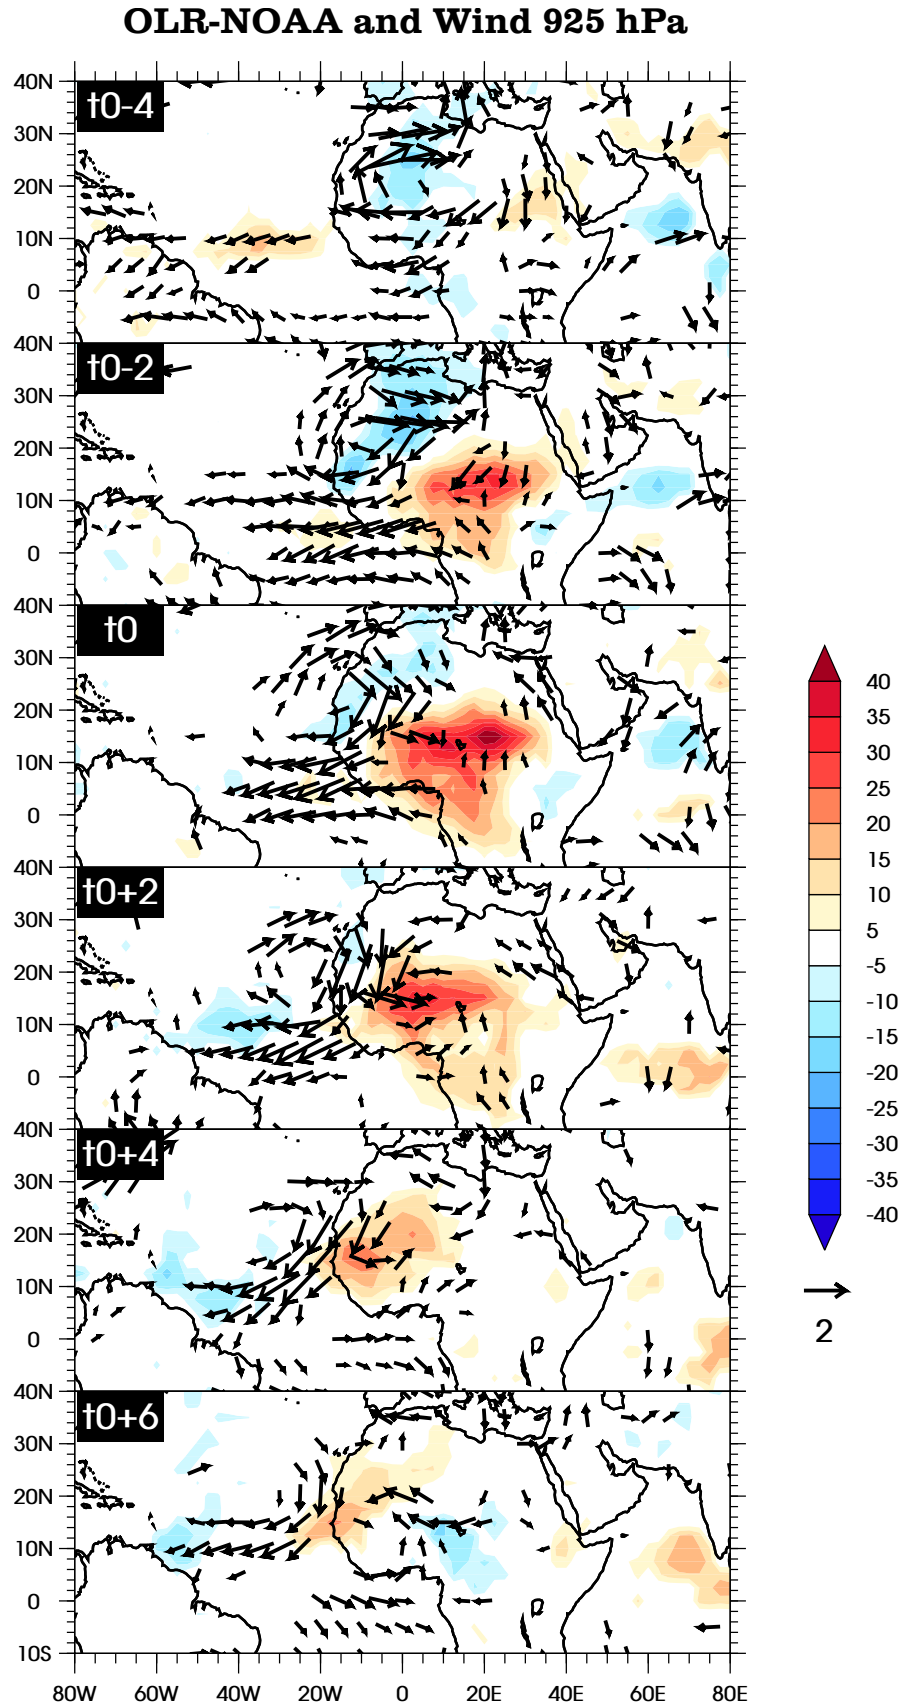 OLR-NOAA and Wind 925 hPa
40N
t0-4
30N
20N
10N
0
40N
t0-2
30N
20N
10N
0
40N
t0
30N
20N
10N
0
40N
t0+2
30N
20N
10N
0
40N
t0+4
30N
20N
10N
0
40N
t0+6
30N
20N
10N
0
10S
80W 60W 40W 20W 0 20E 40E 60E 80E
40
35
30
25
20
15
10
5
-5
-10
-15
-20
-25
-30
-35
-40
2